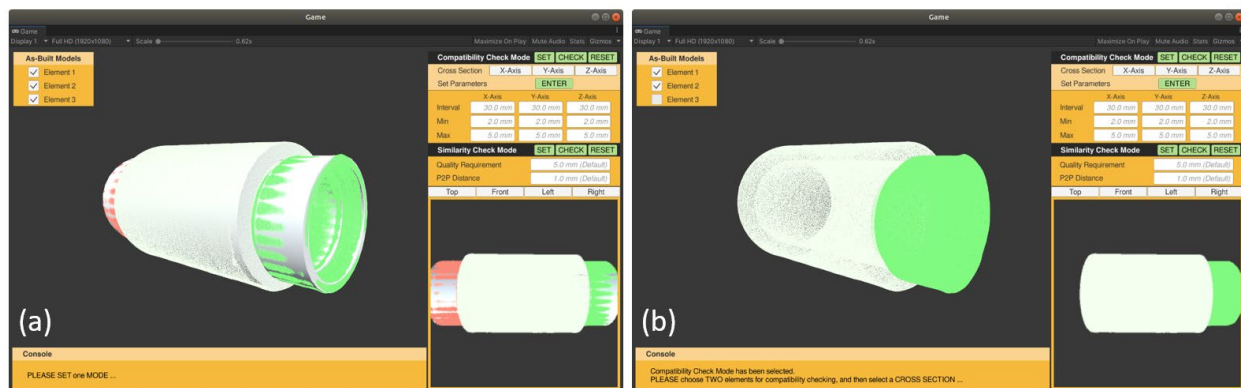 Game
Game
Display 1 Full HD (1920x1080) Scale 0.62x Maximize On Play Mute Audio Stats Gizmos
As-Built Models
Element 1
Element 2
Element 3
Compatibility Check Mode SET CHECK RESET
Cross Section X-Axis Y-Axis Z-Axis
Set Parameters ENTER
X-Axis Y-Axis Z-Axis
Interval 30.0 mm 30.0 mm 30.0 mm
Min 2.0 mm 2.0 mm 2.0 mm
Max 5.0 mm 5.0 mm 5.0 mm
Similarity Check Mode SET CHECK RESET
Quality Requirement 5.0 mm (Default)
P2P Distance 1.0 mm (Default)
Top Front Left Right
(a)
Console
PLEASE SET one MODE ...
Game
Game
Display 1 Full HD (1920x1080) Scale 0.62x Maximize On Play Mute Audio Stats Gizmos
As-Built Models
Element 1
Element 2
Element 3
Compatibility Check Mode SET CHECK RESET
Cross Section X-Axis Y-Axis Z-Axis
Set Parameters ENTER
X-Axis Y-Axis Z-Axis
Interval 30.0 mm 30.0 mm 30.0 mm
Min 2.0 mm 2.0 mm 2.0 mm
Max 5.0 mm 5.0 mm 5.0 mm
Similarity Check Mode SET CHECK RESET
Quality Requirement 5.0 mm (Default)
P2P Distance 1.0 mm (Default)
Top Front Left Right
(b)
Console
Compatibility Check Mode has been selected.
PLEASE choose TWO elements for compatibility checking, and then select a CROSS SECTION ...